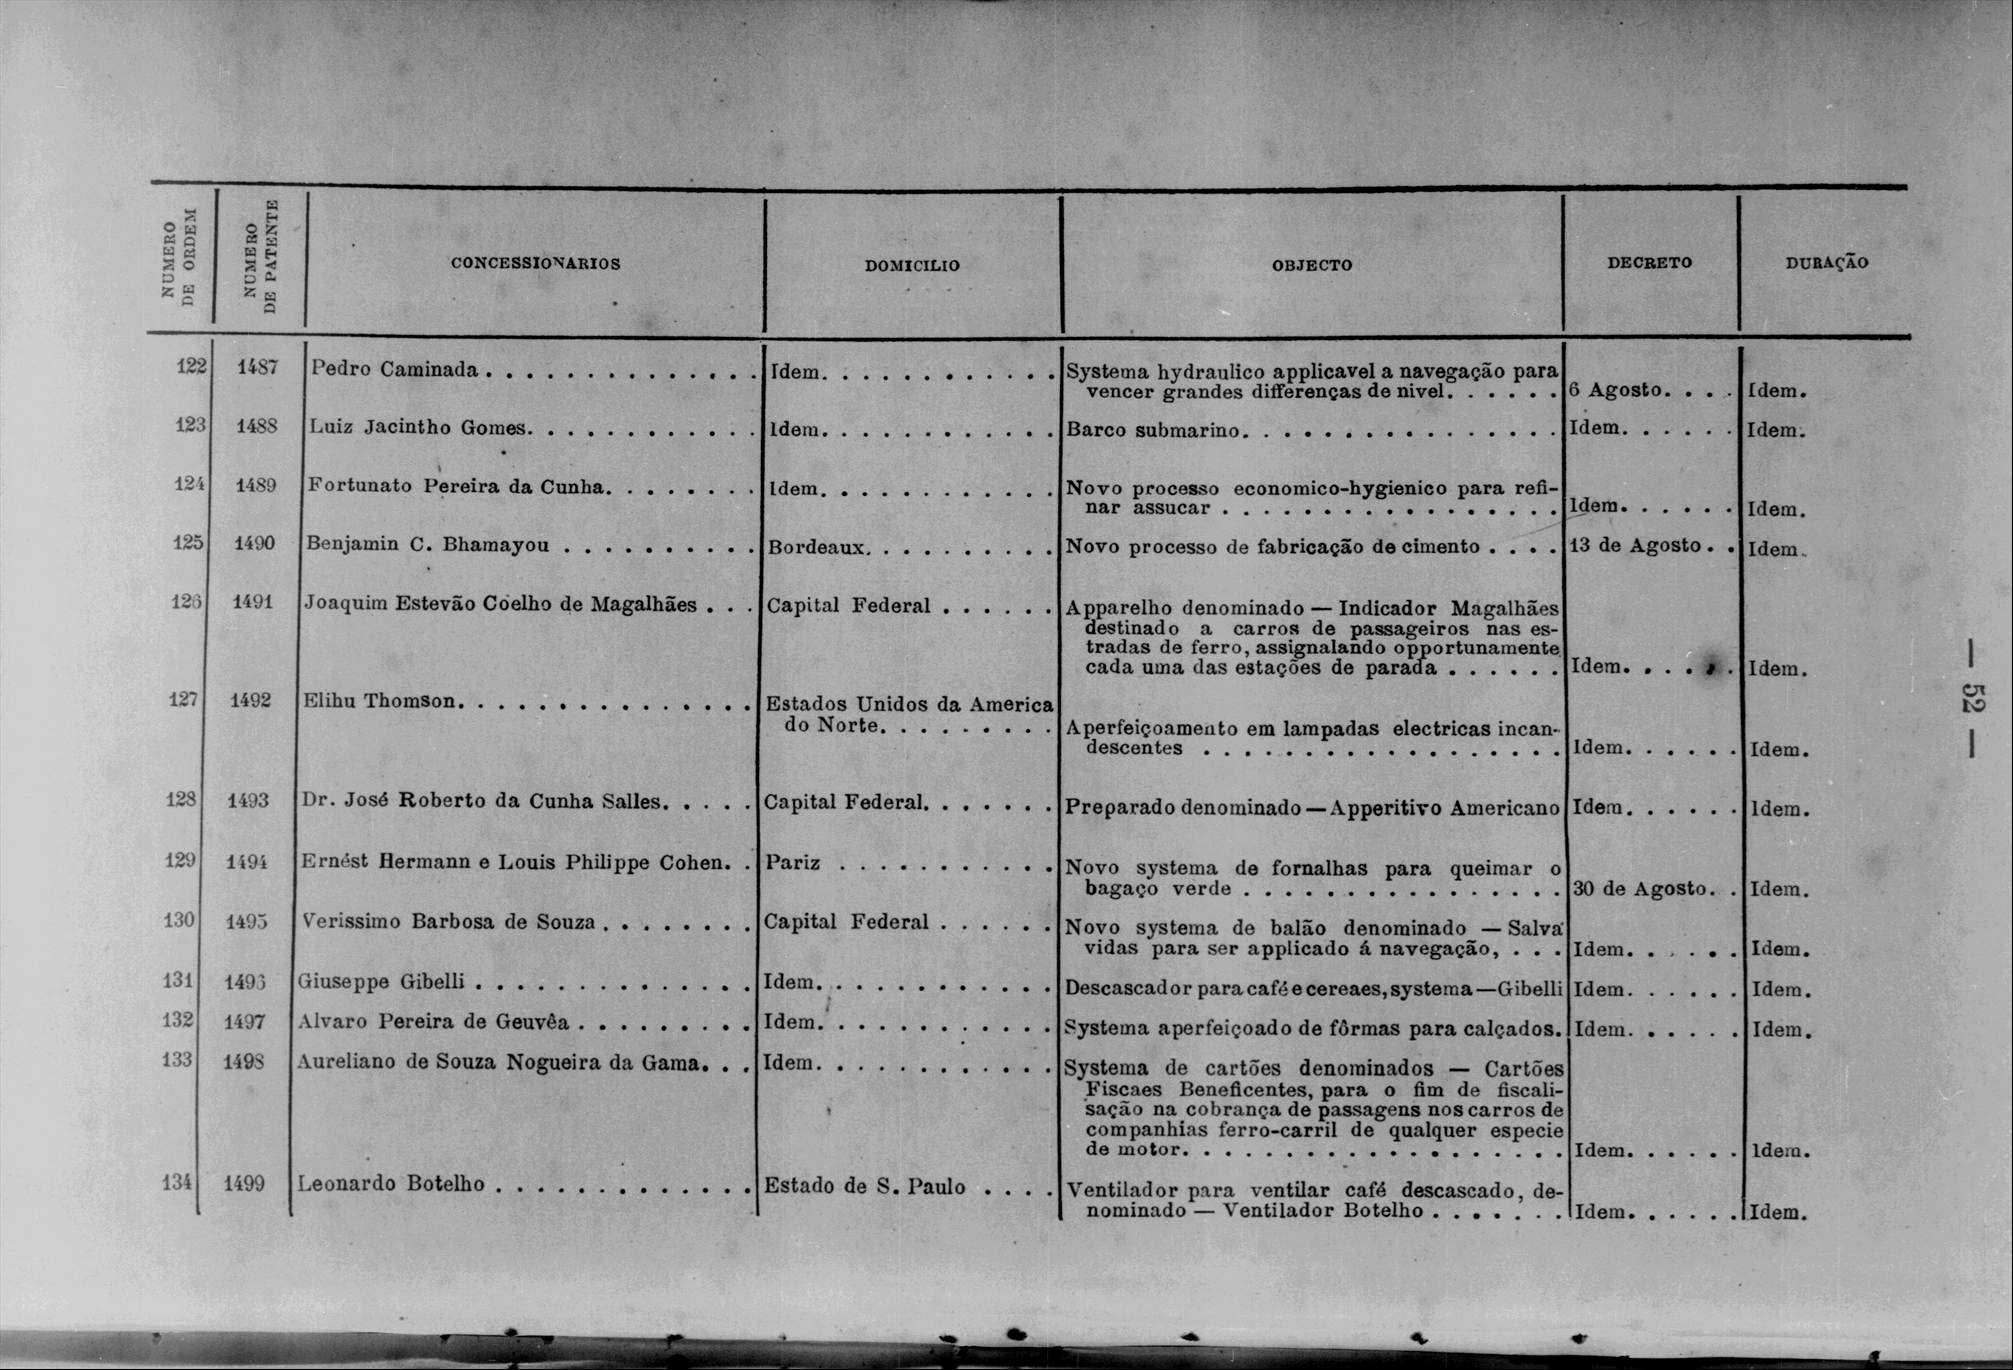 NUMERO DE ORDEM NUMERO DE PATENTE CONCESSIONARIOS DOMICILIO OBJECTO DECRETO DURAÇÃO
122 1487 Pedro Caminada . . . . . . . . . . . . . . Idem. . . . . . . . . . . . Systema hydraulico applicavel a navegação para
vencer grandes differenças de nivel. . . . . . 6 Agosto. . . . Idem.
123 1488 Luiz Jacintho Gomes. . . . . . . . . . . . Idem. . . . . . . . . . . . Barco submarino. . . . . . . . . . . . . . . . Idem. . . . . . Idem.
124 1489 Fortunato Pereira da Cunha. . . . . . . . Idem. . . . . . . . . . . . Novo processo economico-hygienico para refi-
nar assucar . . . . . . . . . . . . . . . . . Idem. . . . . . Idem.
125 1490 Benjamin C. Bhamayou . . . . . . . . . . Bordeaux. . . . . . . . . . Novo processo de fabricação de cimento . . . . 13 de Agosto . . Idem.
126 1491 Joaquim Estevão Coelho de Magalhães . . . Capital Federal . . . . . . Apparelho denominado — Indicador Magalhães
destinado a carros de passageiros nas es-
tradas de ferro, assignalando opportunamente
cada uma das estações de parada . . . . . . Idem. . . . . . Idem.
127 1492 Elihu Thomson. . . . . . . . . . . . . . . Estados Unidos da America
do Norte. . . . . . . . . Aperfeiçoamento em lampadas electricas incan-
descentes . . . . . . . . . . . . . . . . . . Idem. . . . . . Idem.
128 1493 Dr. José Roberto da Cunha Salles. . . . . Capital Federal. . . . . . . Preparado denominado — Apperitivo Americano Idem. . . . . . Idem.
129 1494 Ernést Hermann e Louis Philippe Cohen. . Pariz . . . . . . . . . . . Novo systema de fornalhas para queimar o
bagaço verde . . . . . . . . . . . . . . . . 30 de Agosto. . Idem.
130 1495 Verissimo Barbosa de Souza . . . . . . . . Capital Federal . . . . . . Novo systema de balão denominado — Salva
vidas para ser applicado á navegação, . . . Idem. . . . . . Idem.
131 1496 Giuseppe Gibelli . . . . . . . . . . . . . . Idem. . . . . . . . . . . . Descascador para café e cereaes, systema — Gibelli Idem. . . . . . Idem.
132 1497 Alvaro Pereira de Geuvêa . . . . . . . . . Idem. . . . . . . . . . . . Systema aperfeiçoado de fôrmas para calçados. Idem. . . . . . Idem.
133 1498 Aureliano de Souza Nogueira da Gama. . . Idem. . . . . . . . . . . . Systema de cartões denominados — Cartões
Fiscaes Beneficentes, para o fim de fiscali-
sação na cobrança de passagens nos carros de
companhias ferro-carril de qualquer especie
de motor. . . . . . . . . . . . . . . . . . . Idem. . . . . . Idem.
134 1499 Leonardo Botelho . . . . . . . . . . . . . Estado de S. Paulo . . . . Ventilador para ventilar café descascado, de-
nominado — Ventilador Botelho . . . . . . . Idem. . . . . . Idem.
— 52 —